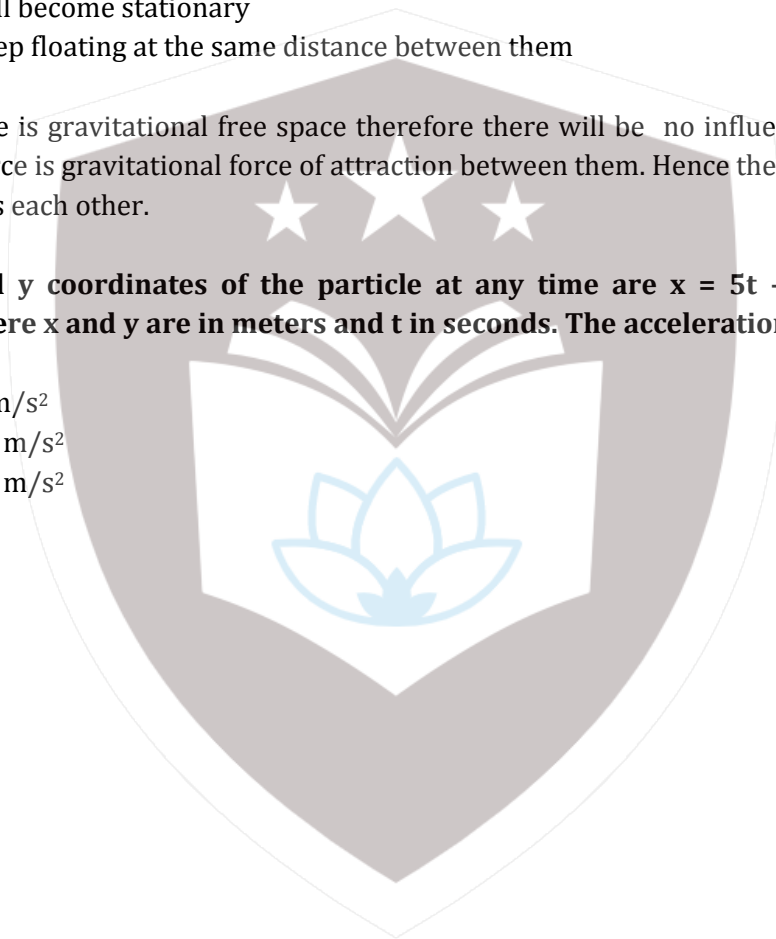 ll become stationary
ep floating at the same distance between them
e is gravitational free space therefore there will be no influe
rce is gravitational force of attraction between them. Hence the
s each other.
d y coordinates of the particle at any time are x = 5t -
ere x and y are in meters and t in seconds. The acceleration
m/s²
m/s²
m/s²